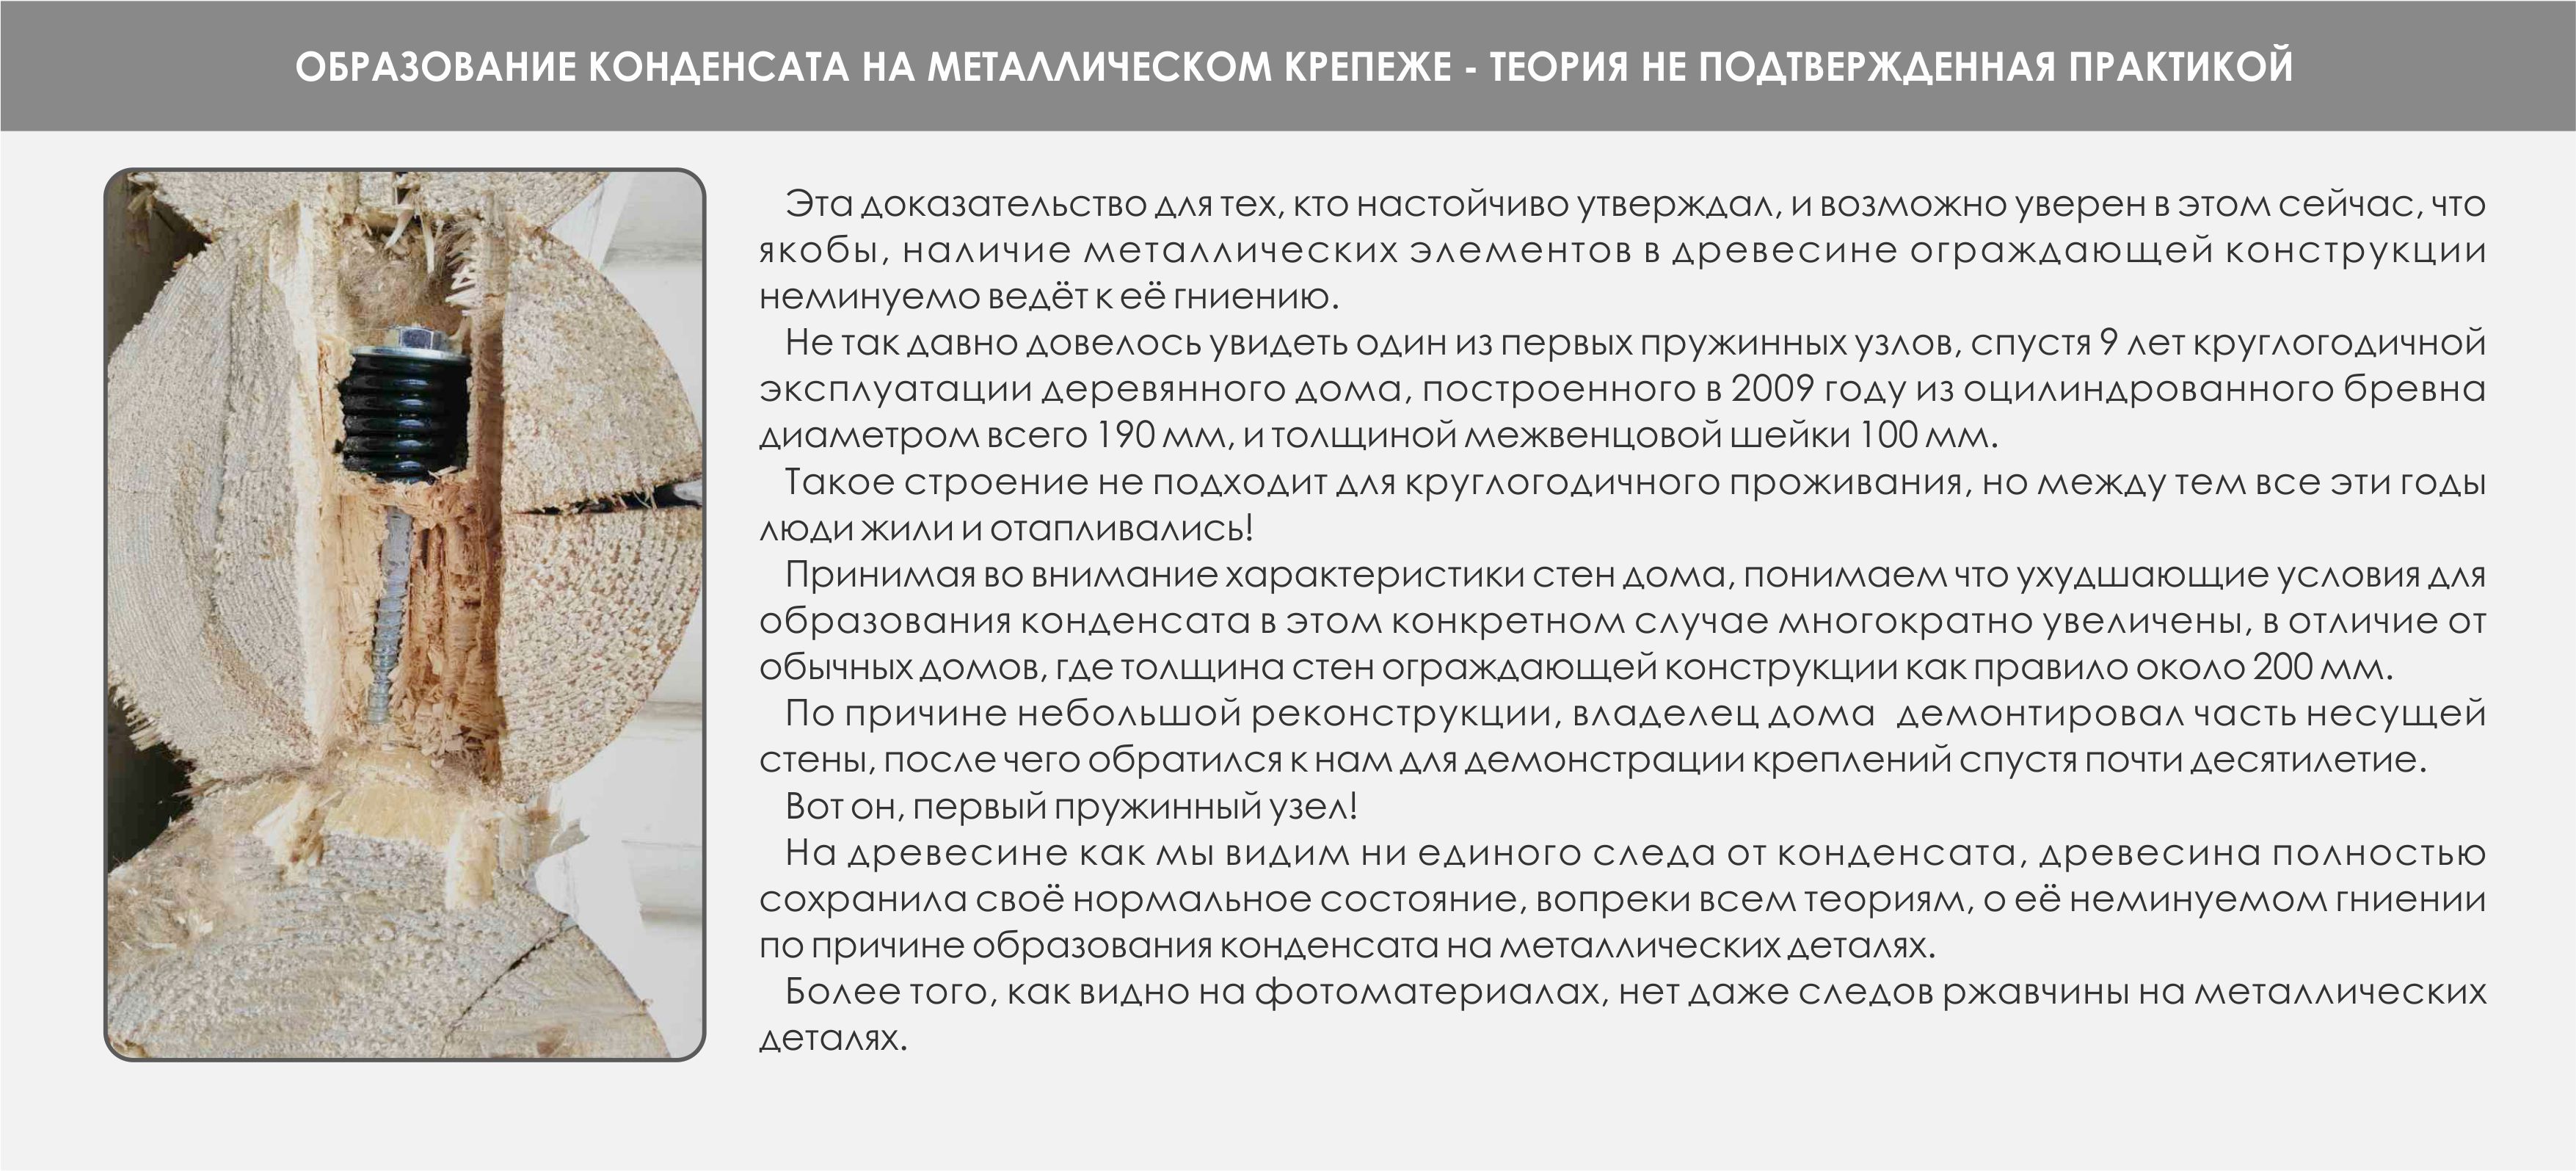 ОБРАЗОВАНИЕ КОНДЕНСАТА НА МЕТАЛЛИЧЕСКОМ КРЕПЕЖЕ - ТЕОРИЯ НЕ ПОДТВЕРЖДЕННАЯ ПРАКТИКОЙ
Эта доказательство для тех, кто настойчиво утверждал, и возможно уверен в этом сейчас, что
якобы, наличие металлических элементов в древесине ограждающей конструкции
неминуемо ведёт к её гниению.
Не так давно довелось увидеть один из первых пружинных узлов, спустя 9 лет круглогодичной
эксплуатации деревянного дома, построенного в 2009 году из оцилиндрованного бревна
диаметром всего 190 мм, и толщиной межвенцовой шейки 100 мм.
Такое строение не подходит для круглогодичного проживания, но между тем все эти годы
люди жили и отапливались!
Принимая во внимание характеристики стен дома, понимаем что ухудшающие условия для
образования конденсата в этом конкретном случае многократно увеличены, в отличие от
обычных домов, где толщина стен ограждающей конструкции как правило около 200 мм.
По причине небольшой реконструкции, владелец дома демонтировал часть несущей
стены, после чего обратился к нам для демонстрации креплений спустя почти десятилетие.
Вот он, первый пружинный узел!
На древесине как мы видим ни единого следа от конденсата, древесина полностью
сохранила своё нормальное состояние, вопреки всем теориям, о её неминуемом гниении
по причине образования конденсата на металлических деталях.
Более того, как видно на фотоматериалах, нет даже следов ржавчины на металлических
деталях.